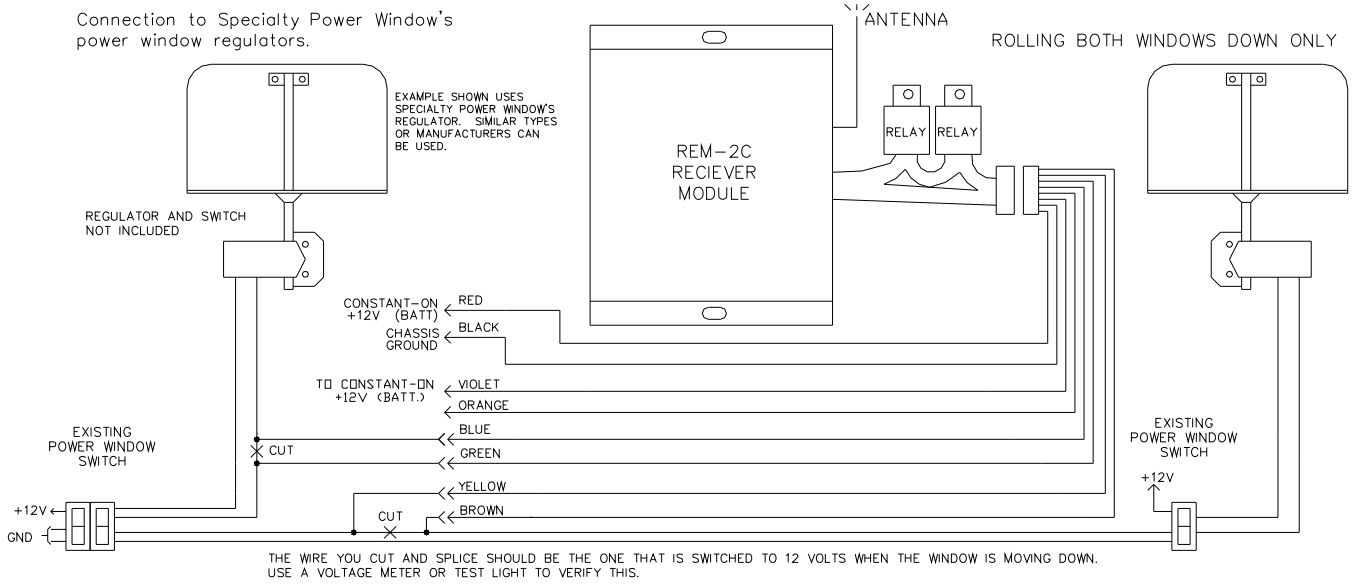 Connection to Specialty Power Window's
power window regulators.
ANTENNA
ROLLING BOTH WINDOWS DOWN ONLY
EXAMPLE SHOWN USES
SPECIALTY POWER WINDOW'S
REGULATOR. SIMILAR TYPES
OR MANUFACTURERS CAN
BE USED.
RELAY
RELAY
REM-2C
RECIEVER
MODULE
REGULATOR AND SWITCH
NOT INCLUDED
CONSTANT-ON
+12V (BATT)
RED
CHASSIS
GROUND
BLACK
TO CONSTANT-ON
+12V (BATT.)
VIOLET
ORANGE
BLUE
CUT
GREEN
EXISTING
POWER WINDOW
SWITCH
EXISTING
POWER WINDOW
SWITCH
YELLOW
+12V
+12V
BROWN
CUT
GND
THE WIRE YOU CUT AND SPLICE SHOULD BE THE ONE THAT IS SWITCHED TO 12 VOLTS WHEN THE WINDOW IS MOVING DOWN.
USE A VOLTAGE METER OR TEST LIGHT TO VERIFY THIS.